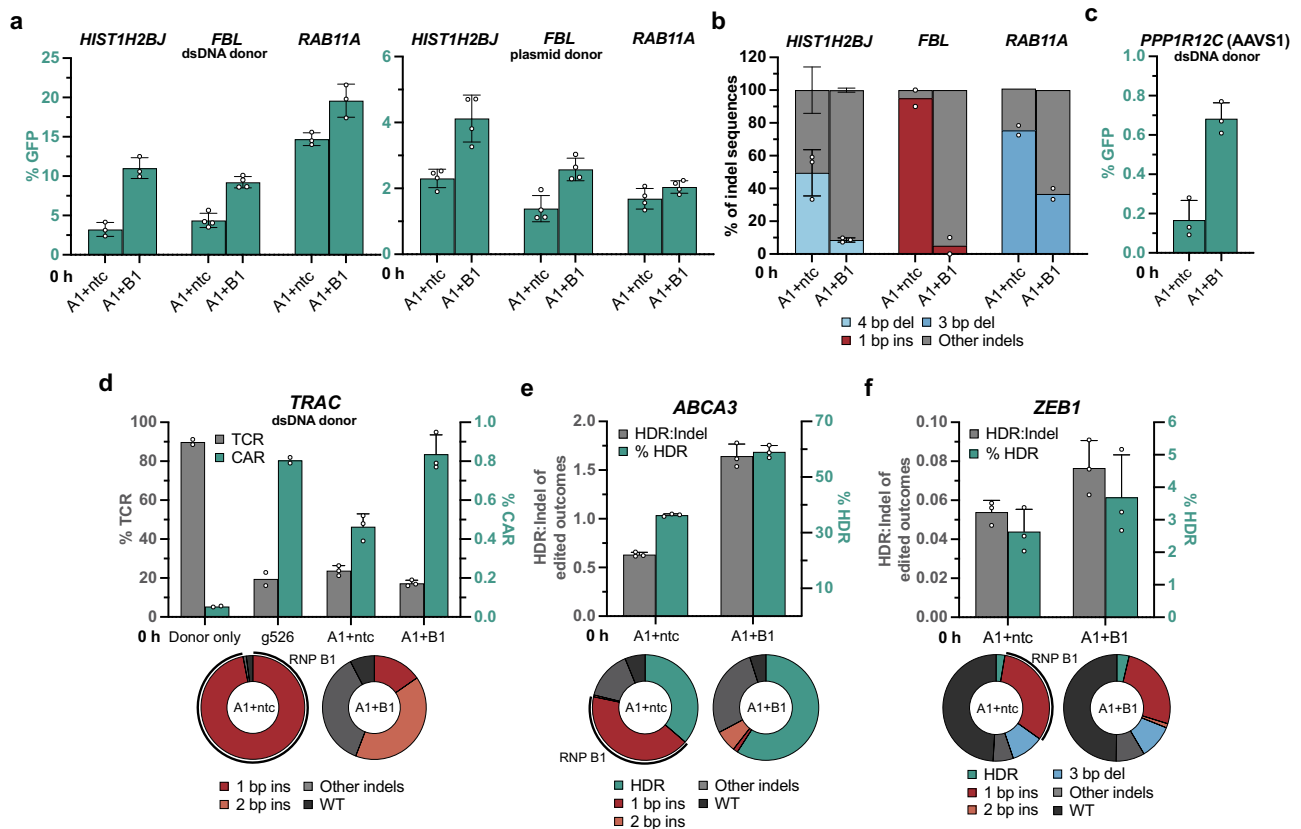 a
HIST1H2BJ FBL RAB11A
dsDNA donor
% GFP
25
20
15
10
5
0
0 h
A1+ntc A1+B1 A1+ntc A1+B1 A1+ntc A1+B1
HIST1H2BJ FBL RAB11A
plasmid donor
6
4
2
0
A1+ntc A1+B1 A1+ntc A1+B1 A1+ntc A1+B1
b
HIST1H2BJ FBL RAB11A
% of indel sequences
120
100
80
60
40
20
0
0 h
A1+ntc A1+B1 A1+ntc A1+B1 A1+ntc A1+B1
4 bp del 3 bp del
1 bp ins Other indels
c
PPP1R12C (AAVS1)
dsDNA donor
% GFP
1.0
0.8
0.6
0.4
0.2
0.0
0 h
A1+ntc A1+B1
d
TRAC
dsDNA donor
% TCR
100
80
60
40
20
0
TCR
CAR
1.0
0.8
0.6
0.4
0.2
0.0
% CAR
0 h Donor only g526 A1+ntc A1+B1
RNP B1
A1+ntc A1+B1
1 bp ins Other indels
2 bp ins WT
e
ABCA3
HDR:Indel of
edited outcomes
2.0
1.5
1.0
0.5
0.0
HDR:Indel
% HDR
70
50
30
10
% HDR
0 h A1+ntc A1+B1
A1+ntc A1+B1
RNP B1
HDR Other indels
1 bp ins WT
2 bp ins
f
ZEB1
HDR:Indel of
edited outcomes
0.10
0.08
0.06
0.04
0.02
0.00
HDR:Indel
% HDR
6
5
4
3
2
1
0
% HDR
0 h A1+ntc A1+B1
RNP B1
A1+ntc A1+B1
HDR 3 bp del
1 bp ins Other indels
2 bp ins WT